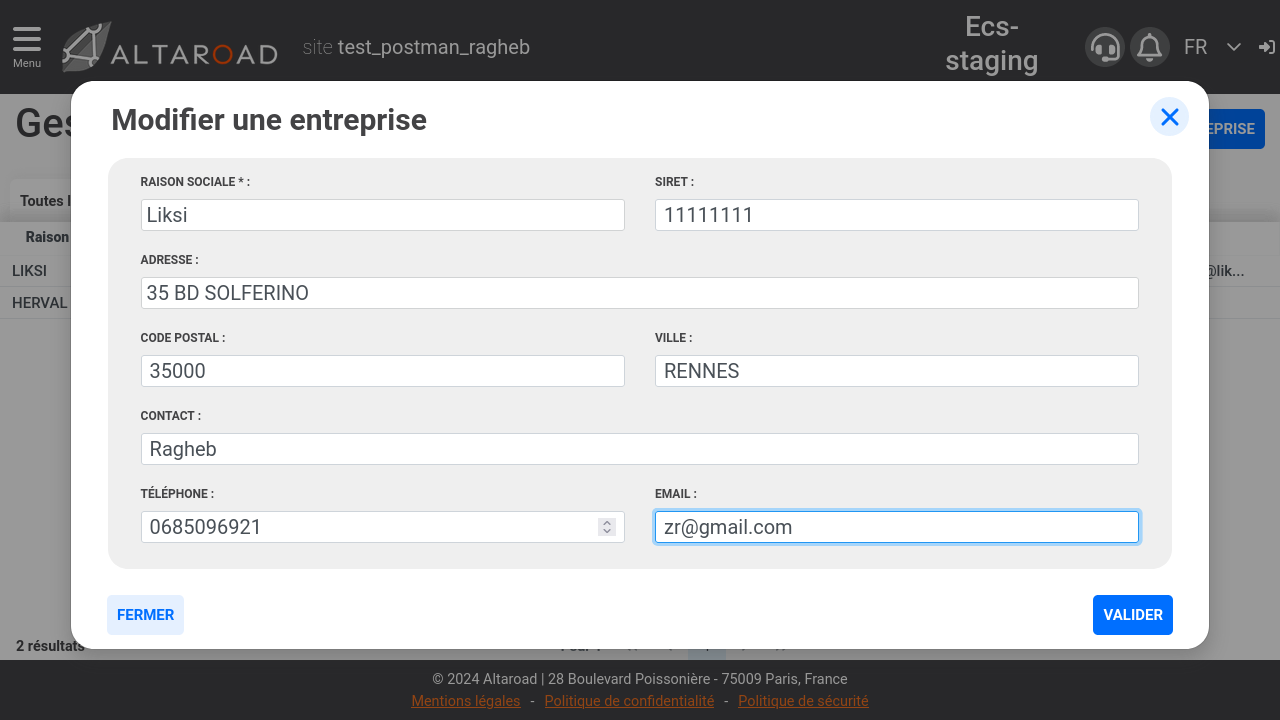 Menu
ALTAROAD
site test_postman_ragheb
Ecs-
staging
FR
Ges
EPRISE
Modifier une entreprise
Toutes l
Raison
LIKSI
@lik...
HERVAL
RAISON SOCIALE * :
SIRET :
Liksi
11111111
ADRESSE :
35 BD SOLFERINO
CODE POSTAL :
VILLE :
35000
RENNES
CONTACT :
Ragheb
TÉLÉPHONE :
EMAIL :
0685096921
zr@gmail.com
FERMER
VALIDER
2 résultats
© 2024 Altaroad | 28 Boulevard Poissonière - 75009 Paris, France
Mentions légales - Politique de confidentialité - Politique de sécurité